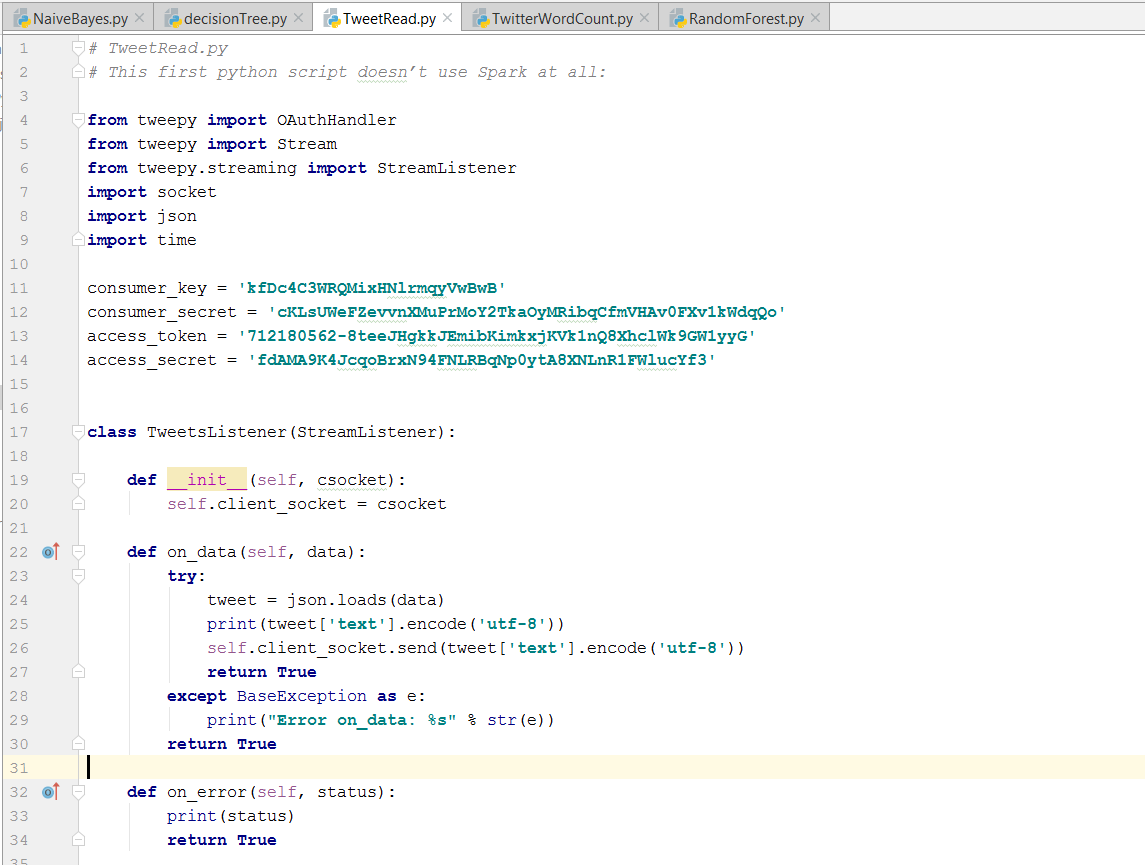 NaiveBayes.py decisionTree.py TweetRead.py TwitterWordCount.py RandomForest.py
1 # TweetRead.py
2 # This first python script doesn’t use Spark at all:
3
4 from tweepy import OAuthHandler
5 from tweepy import Stream
6 from tweepy.streaming import StreamListener
7 import socket
8 import json
9 import time
10
11 consumer_key = 'kfDc4C3WRQMixHNlrmqyVwBwB'
12 consumer_secret = 'cKLsUWeFZevvnXMuPrMoY2TkaOyMRibqCfmVHAv0FXv1kWdqQo'
13 access_token = '712180562-8teeJHgkkJEmibKimkxjKVk1nQ8XhclWk9GW1yyG'
14 access_secret = 'fdAMA9K4JcqoBrxN94FNLRBqNp0ytA8XNLnR1FWlucYf3'
15
16
17 class TweetsListener(StreamListener):
18
19 def __init__(self, csocket):
20 self.client_socket = csocket
21
22 def on_data(self, data):
23 try:
24 tweet = json.loads(data)
25 print(tweet['text'].encode('utf-8'))
26 self.client_socket.send(tweet['text'].encode('utf-8'))
27 return True
28 except BaseException as e:
29 print("Error on_data: %s" % str(e))
30 return True
31
32 def on_error(self, status):
33 print(status)
34 return True
35